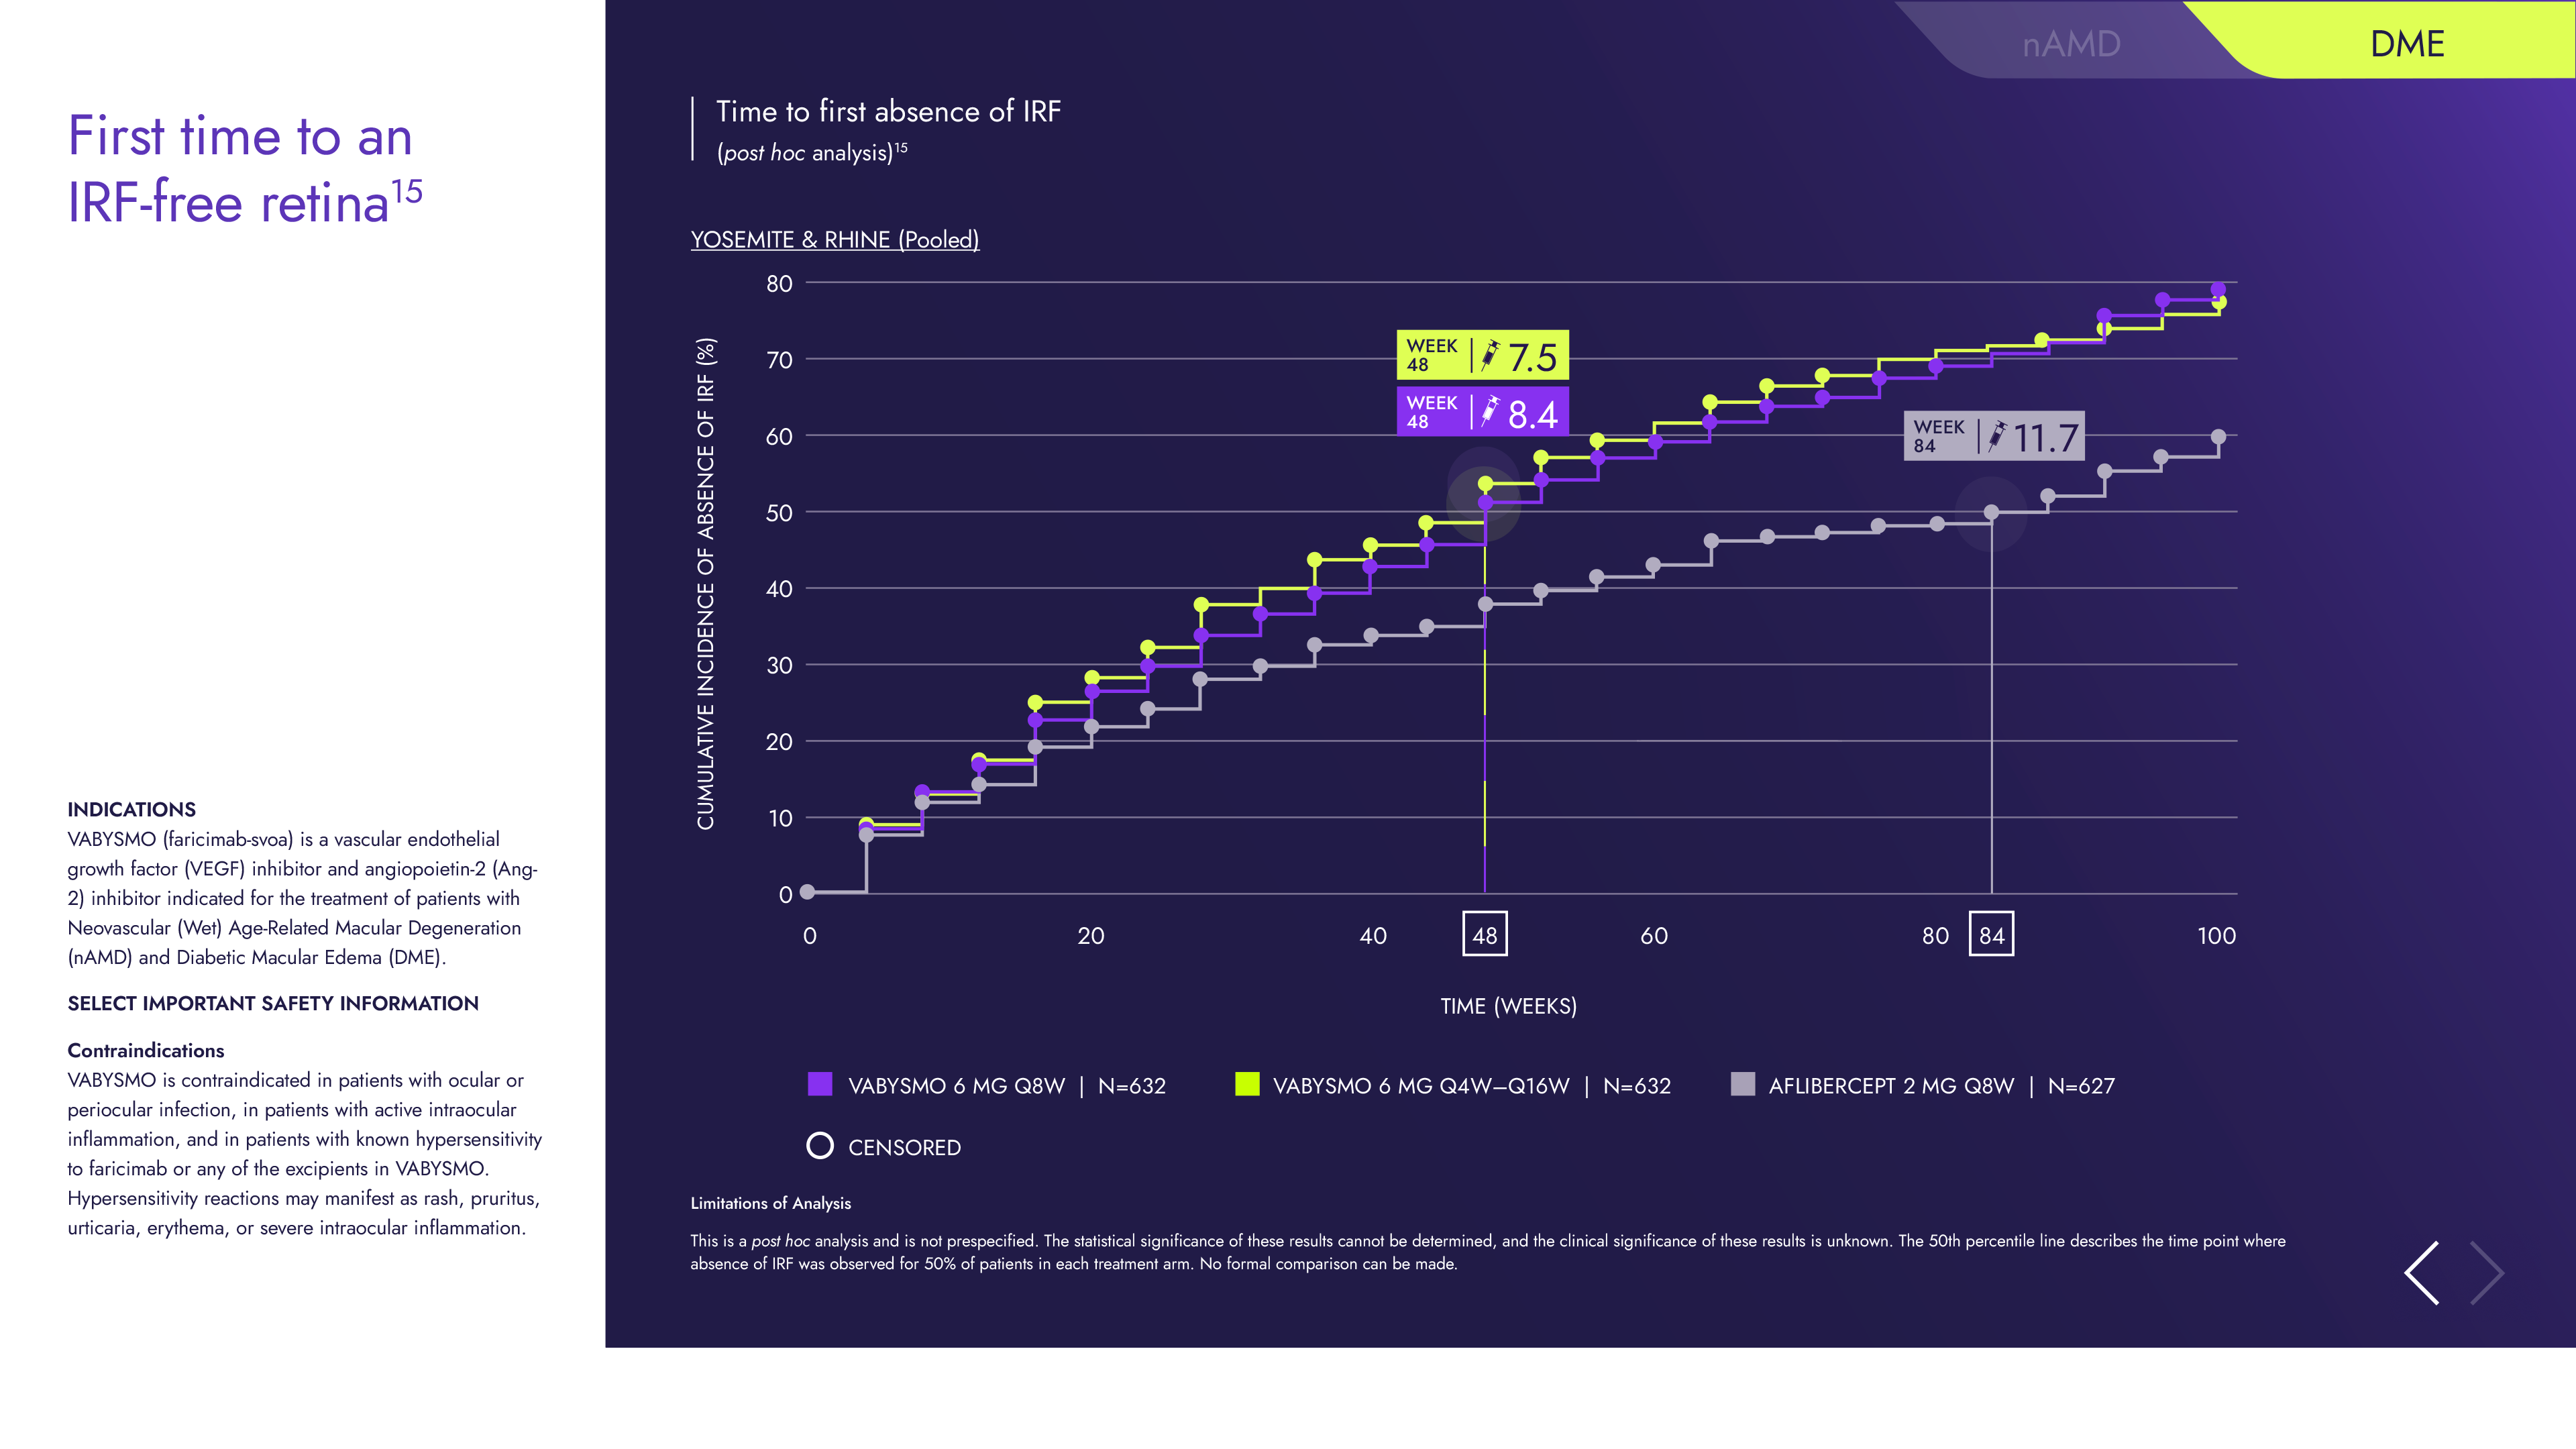 First time to an
IRF-free retina15
INDICATIONS
VABYSMO (faricimab-svoa) is a vascular endothelial
growth factor (VEGF) inhibitor and angiopoietin-2 (Ang-
2) inhibitor indicated for the treatment of patients with
Neovascular (Wet) Age-Related Macular Degeneration
(nAMD) and Diabetic Macular Edema (DME).
SELECT IMPORTANT SAFETY INFORMATION
Contraindications
VABYSMO is contraindicated in patients with ocular or
periocular infection, in patients with active intraocular
inflammation, and in patients with known hypersensitivity
to faricimab or any of the excipients in VABYSMO.
Hypersensitivity reactions may manifest as rash, pruritus,
urticaria, erythema, or severe intraocular inflammation.
nAMD
DME
Time to first absence of IRF
(post hoc analysis)15
YOSEMITE & RHINE (Pooled)
CUMULATIVE INCIDENCE OF ABSENCE OF IRF (%)
80
70
60
50
40
30
20
10
0
WEEK 48 | 7.5
WEEK 48 | 8.4
WEEK 84 | 11.7
0 20 40 48 60 80 84 100
TIME (WEEKS)
VABYSMO 6 MG Q8W | N=632 VABYSMO 6 MG Q4W–Q16W | N=632 AFLIBERCEPT 2 MG Q8W | N=627
CENSORED
Limitations of Analysis
This is a post hoc analysis and is not prespecified. The statistical significance of these results cannot be determined, and the clinical significance of these results is unknown. The 50th percentile line describes the time point where
absence of IRF was observed for 50% of patients in each treatment arm. No formal comparison can be made.